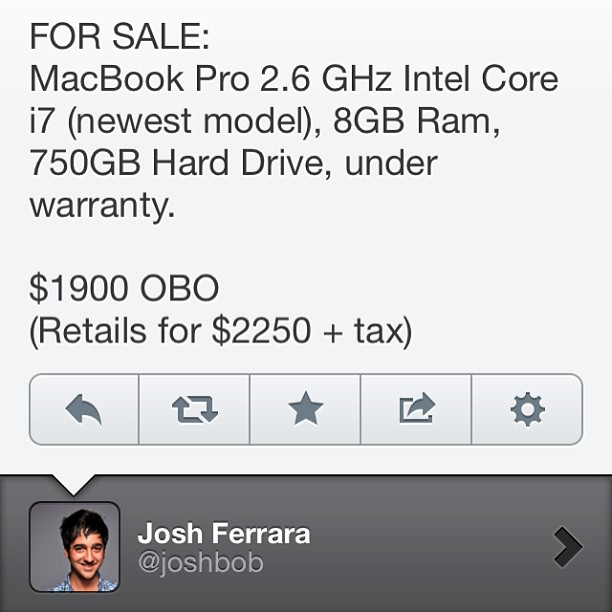 FOR SALE:
MacBook Pro 2.6 GHz Intel Core
i7 (newest model), 8GB Ram,
750GB Hard Drive, under
warranty.
$1900 OBO
(Retails for $2250 + tax)
Josh Ferrara
@joshbob